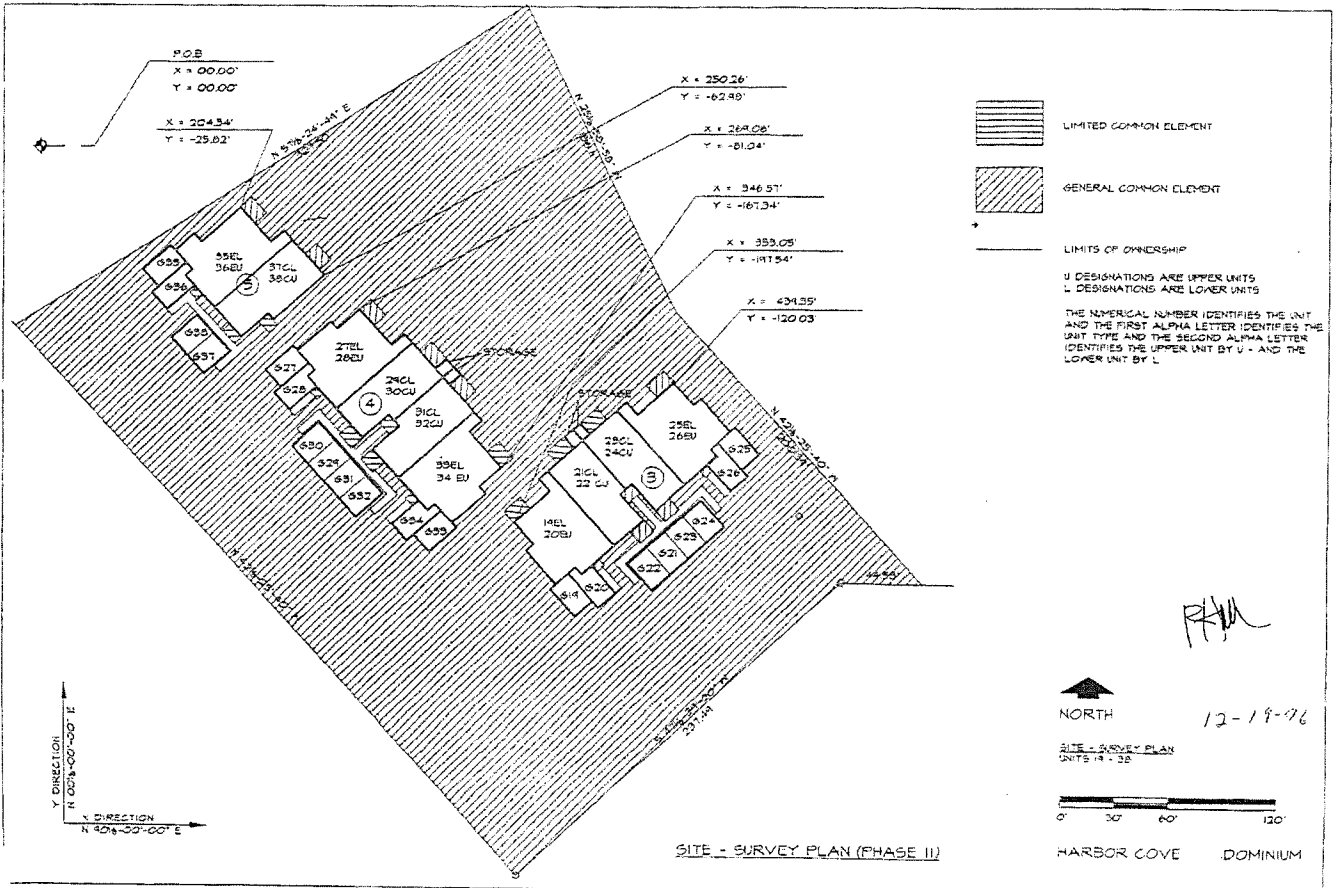 P.O.B
X = 00.00'
Y = 00.00'
X = 204.34'
Y = -25.82'
X = 250.26'
Y = -62.98'
X = 269.08'
Y = -81.04'
X = 346.57'
Y = -167.34'
X = 353.05'
Y = -197.54'
X = 439.35'
Y = -120.03'
LIMITED COMMON ELEMENT
GENERAL COMMON ELEMENT
LIMITS OF OWNERSHIP
U DESIGNATIONS ARE UPPER UNITS
L DESIGNATIONS ARE LOWER UNITS
THE NUMERICAL NUMBER IDENTIFIES THE UNIT
AND THE FIRST ALPHA LETTER IDENTIFIES THE
UNIT TYPE AND THE SECOND ALPHA LETTER
IDENTIFIES THE UPPER UNIT BY U - AND THE
LOWER UNIT BY L
35EL
36EU
37CL
38CU
5
G35
G36
G38
G37
27EL
28EU
29CL
30CU
31CL
32CU
33EL
34 EU
4
G27
G28
G30
G29
G31
G32
G34
G33
STORAGE
STORAGE
25EL
26EU
23CL
24CU
21CL
22 CU
19EL
20EU
3
G25
G26
G24
G23
G21
G22
G20
G19
237.49
Y DIRECTION
X DIRECTION
NORTH
12-19-96
SITE - SURVEY PLAN
UNITS 19 - 38
0' 30' 60' 120'
SITE - SURVEY PLAN (PHASE II)
HARBOR COVE DOMINIUM